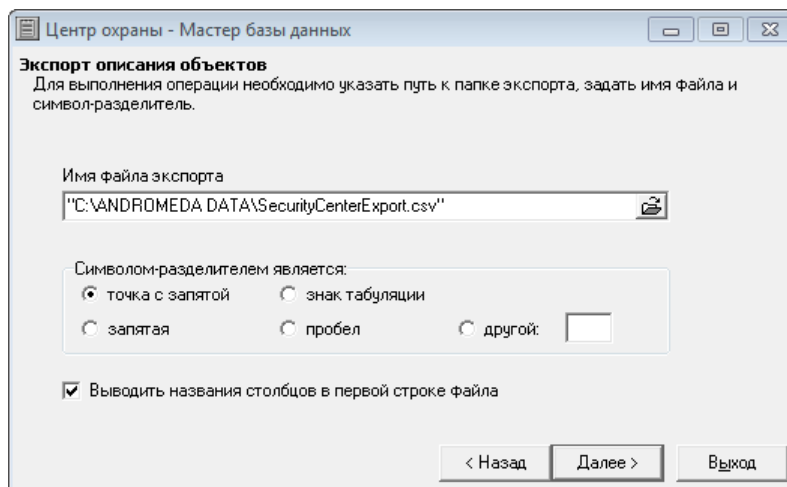 Центр охраны - Мастер базы данных
Экспорт описания объектов
Для выполнения операции необходимо указать путь к папке экспорта, задать имя файла и
символ-разделитель.
Имя файла экспорта
"C:\ANDROMEDA DATA\SecurityCenterExport.csv"
Символом-разделителем является:
точка с запятой знак табуляции
запятая пробел другой:
Выводить названия столбцов в первой строке файла
< Назад Далее > Выход